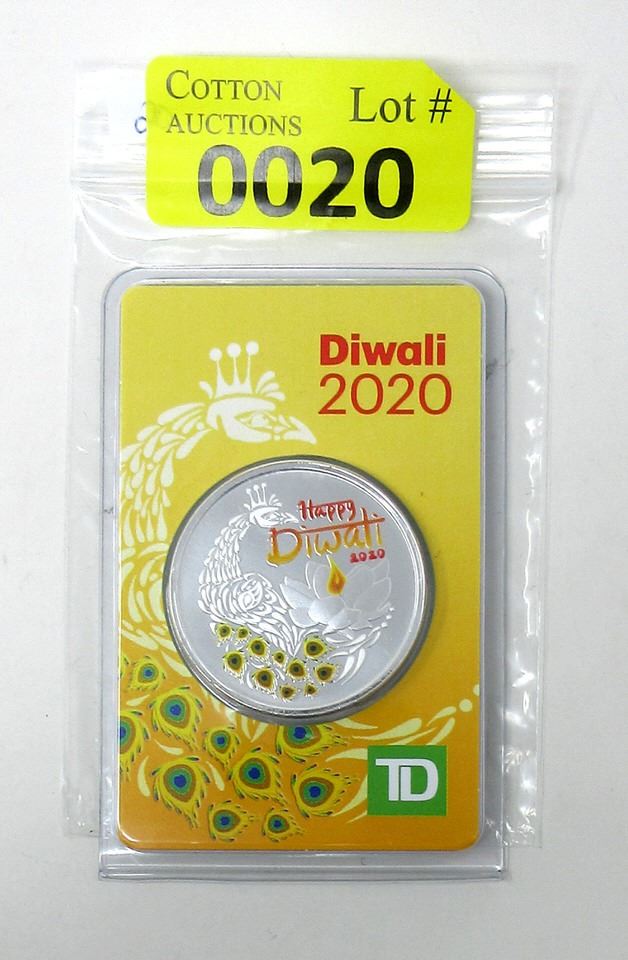 COTTON
AUCTIONS
Lot #
0020
Diwali
2020
Happy
Diwali
2020
TD